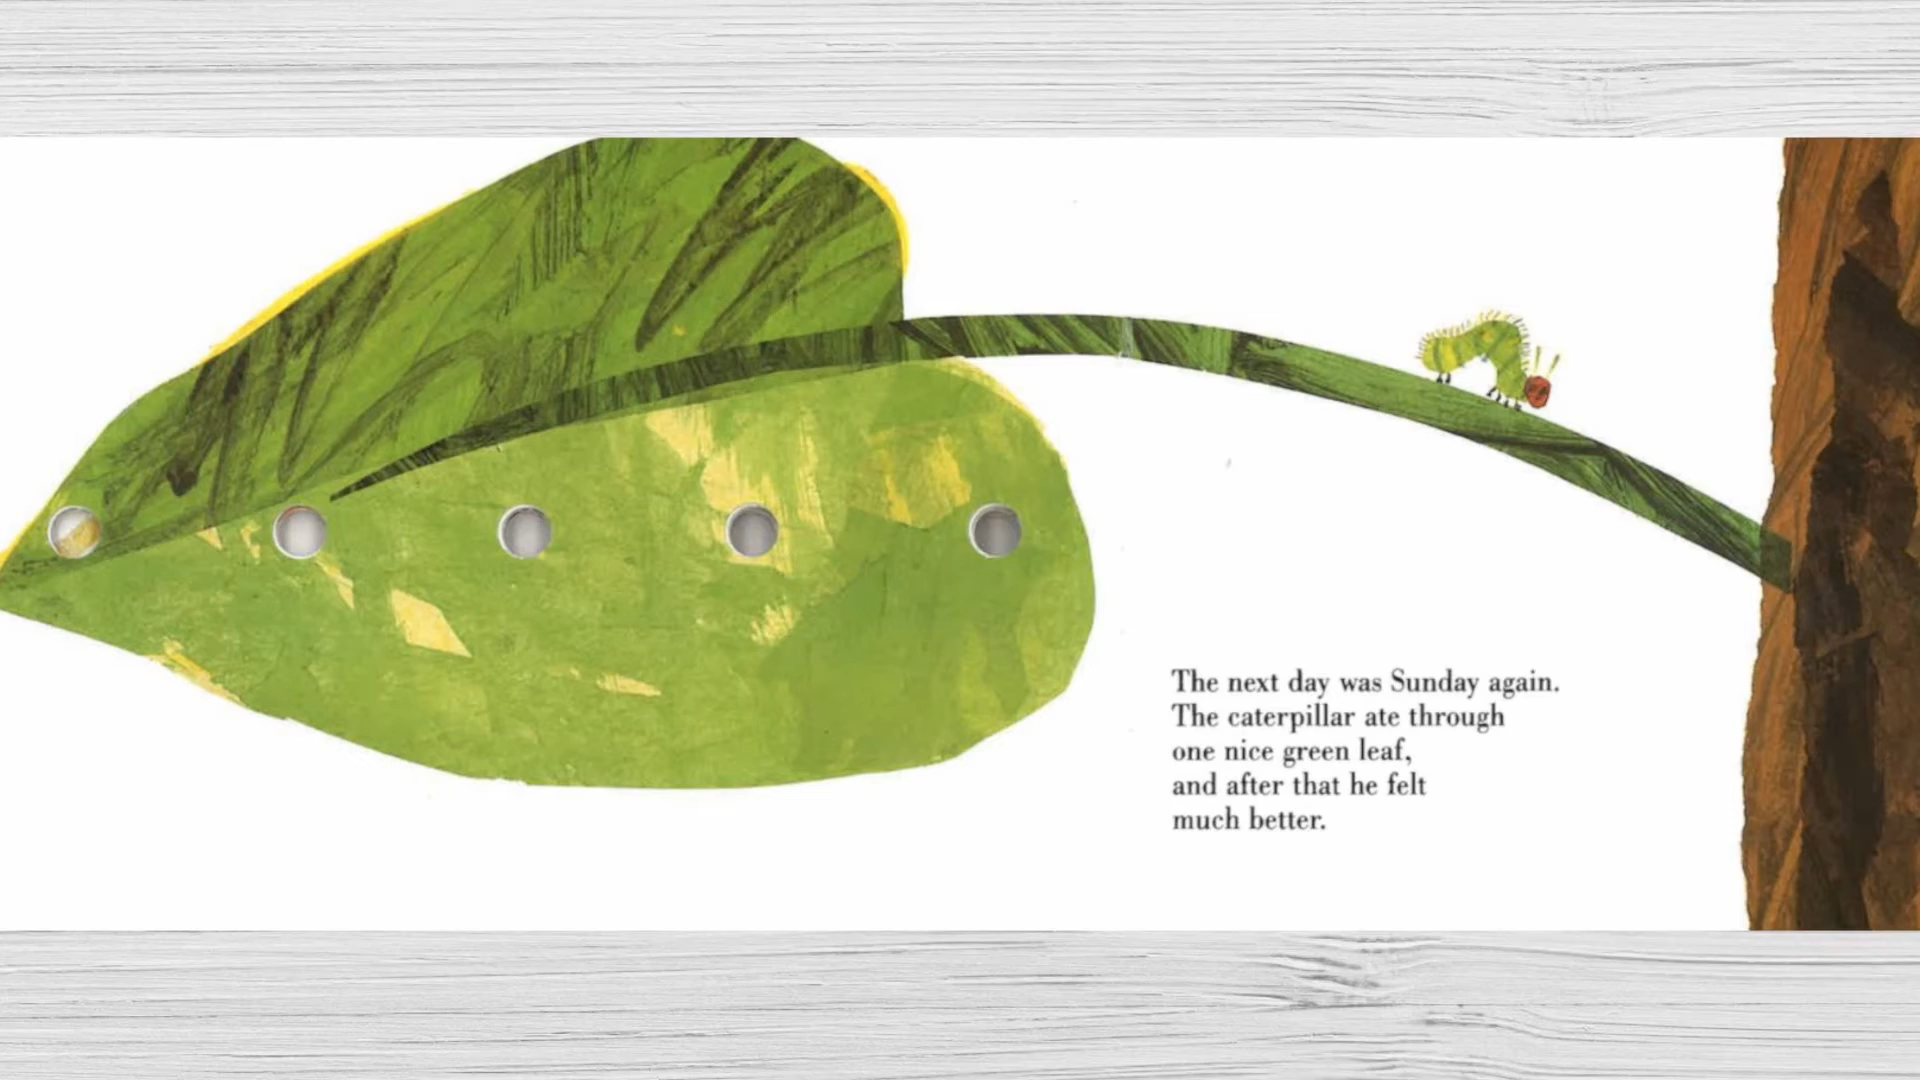 The next day was Sunday again.
The caterpillar ate through
one nice green leaf,
and after that he felt
much better.